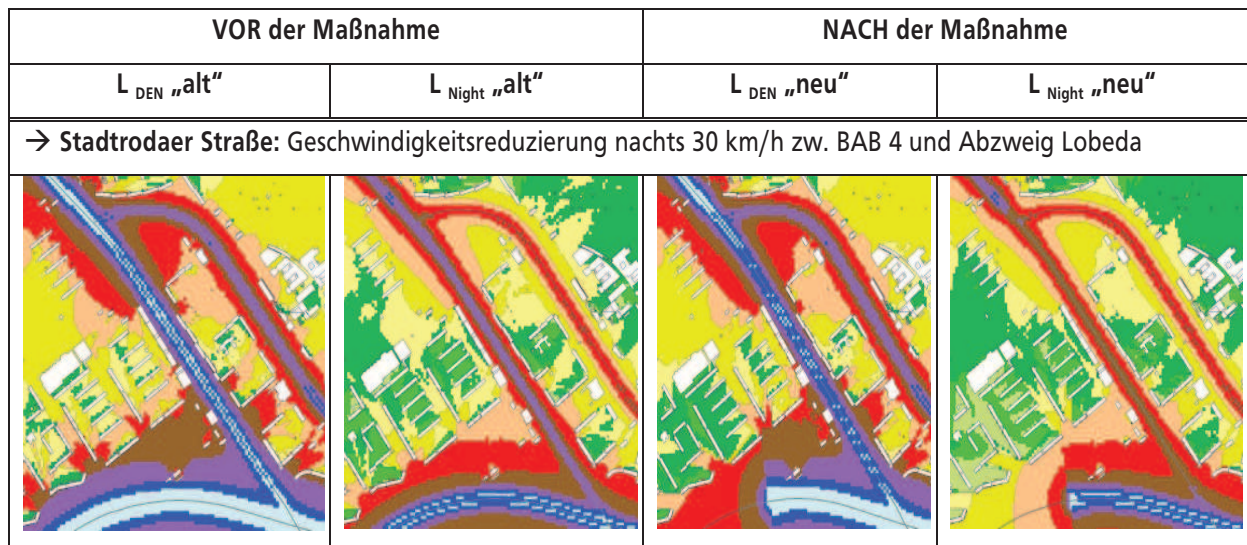 VOR der Maßnahme
NACH der Maßnahme
L DEN „alt“
L Night „alt“
L DEN „neu“
L Night „neu“
→ Stadtrodaer Straße: Geschwindigkeitsreduzierung nachts 30 km/h zw. BAB 4 und Abzweig Lobeda